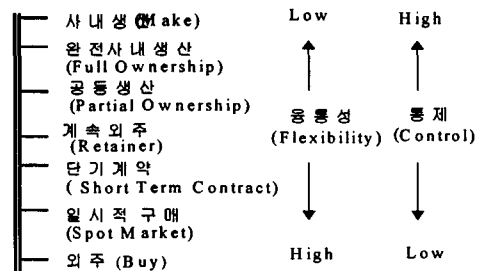 사내생산(Make)
완전사내생산
(Full Ownership)
공동생산
(Partial Ownership)
계속외주
(Retainer)
단기계약
( Short Term Contract)
일시적 구매
(Spot Market)
외주 (Buy)
Low High
융통성 통제
(Flexibility) (Control)
High Low